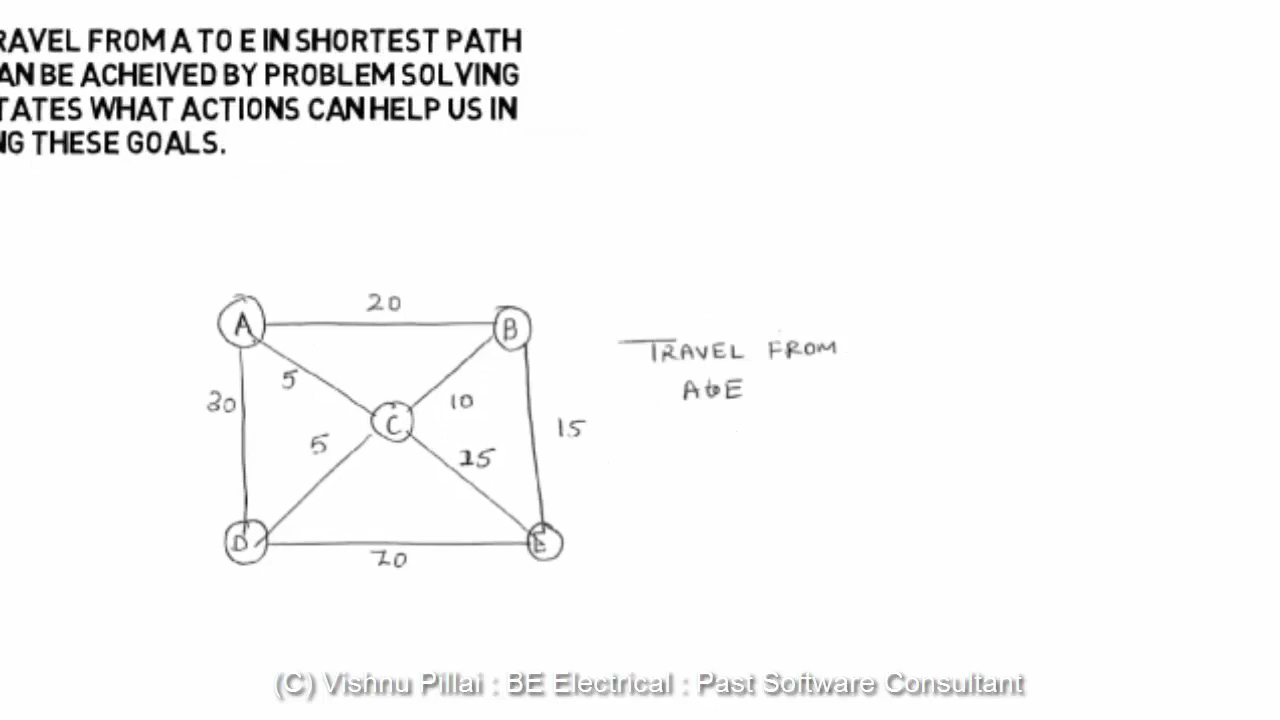 RAVEL FROM A TO E IN SHORTEST PATH
AN BE ACHEIVED BY PROBLEM SOLVING
TATES WHAT ACTIONS CAN HELP US IN
NG THESE GOALS.
20
A
B
TRAVEL FROM
5
A to E
30
10
C
15
5
15
D
E
70
(C) Vishnu Pillai : BE Electrical : Past Software Consultant